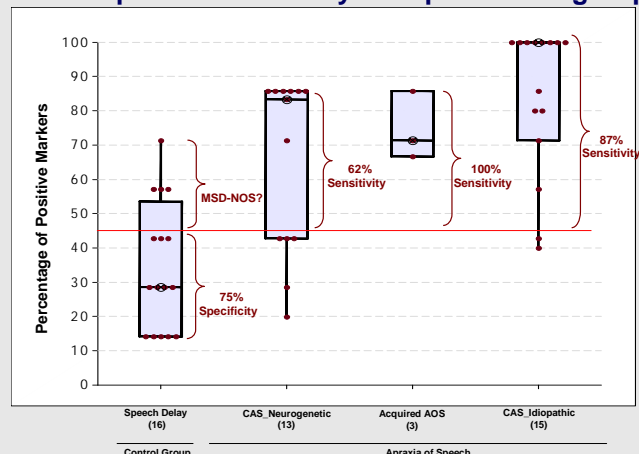 Percentage of Positive Markers
100
90
80
70
60
50
40
30
20
10
0
MSD-NOS?
75%
Specificity
62%
Sensitivity
100%
Sensitivity
87%
Sensitivity
Speech Delay
(16)
CAS_Neurogenetic
(13)
Acquired AOS
(3)
CAS_Idiopathic
(15)
Control Group
Apraxia of Speech